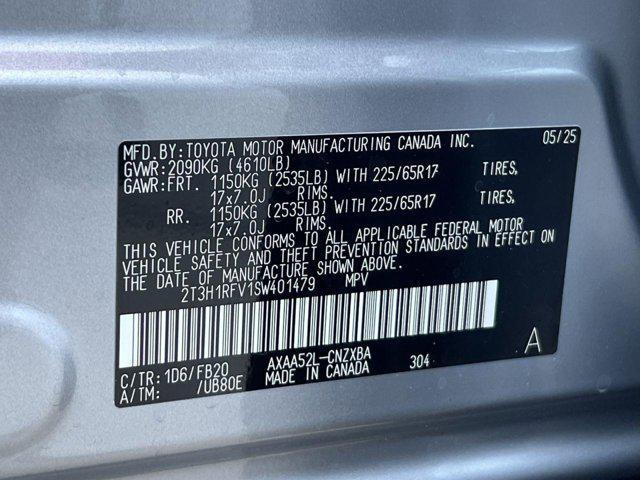 MFD.BY:TOYOTA MOTOR MANUFACTURING CANADA INC. 05/25
GVWR:2090KG (4610LB)
GAWR:FRT. 1150KG (2535LB) WITH 225/65R17 TIRES,
17x7.0J RIMS.
RR. 1150KG (2535LB) WITH 225/65R17 TIRES,
17x7.0J RIMS.
THIS VEHICLE CONFORMS TO ALL APPLICABLE FEDERAL MOTOR
VEHICLE SAFETY AND THEFT PREVENTION STANDARDS IN EFFECT ON
THE DATE OF MANUFACTURE SHOWN ABOVE.
2T3H1RFV1SW401479 MPV
C/TR: 1D6/FB20 AXAA52L-CNZXBA 304 A
A/TM: /UB80E MADE IN CANADA